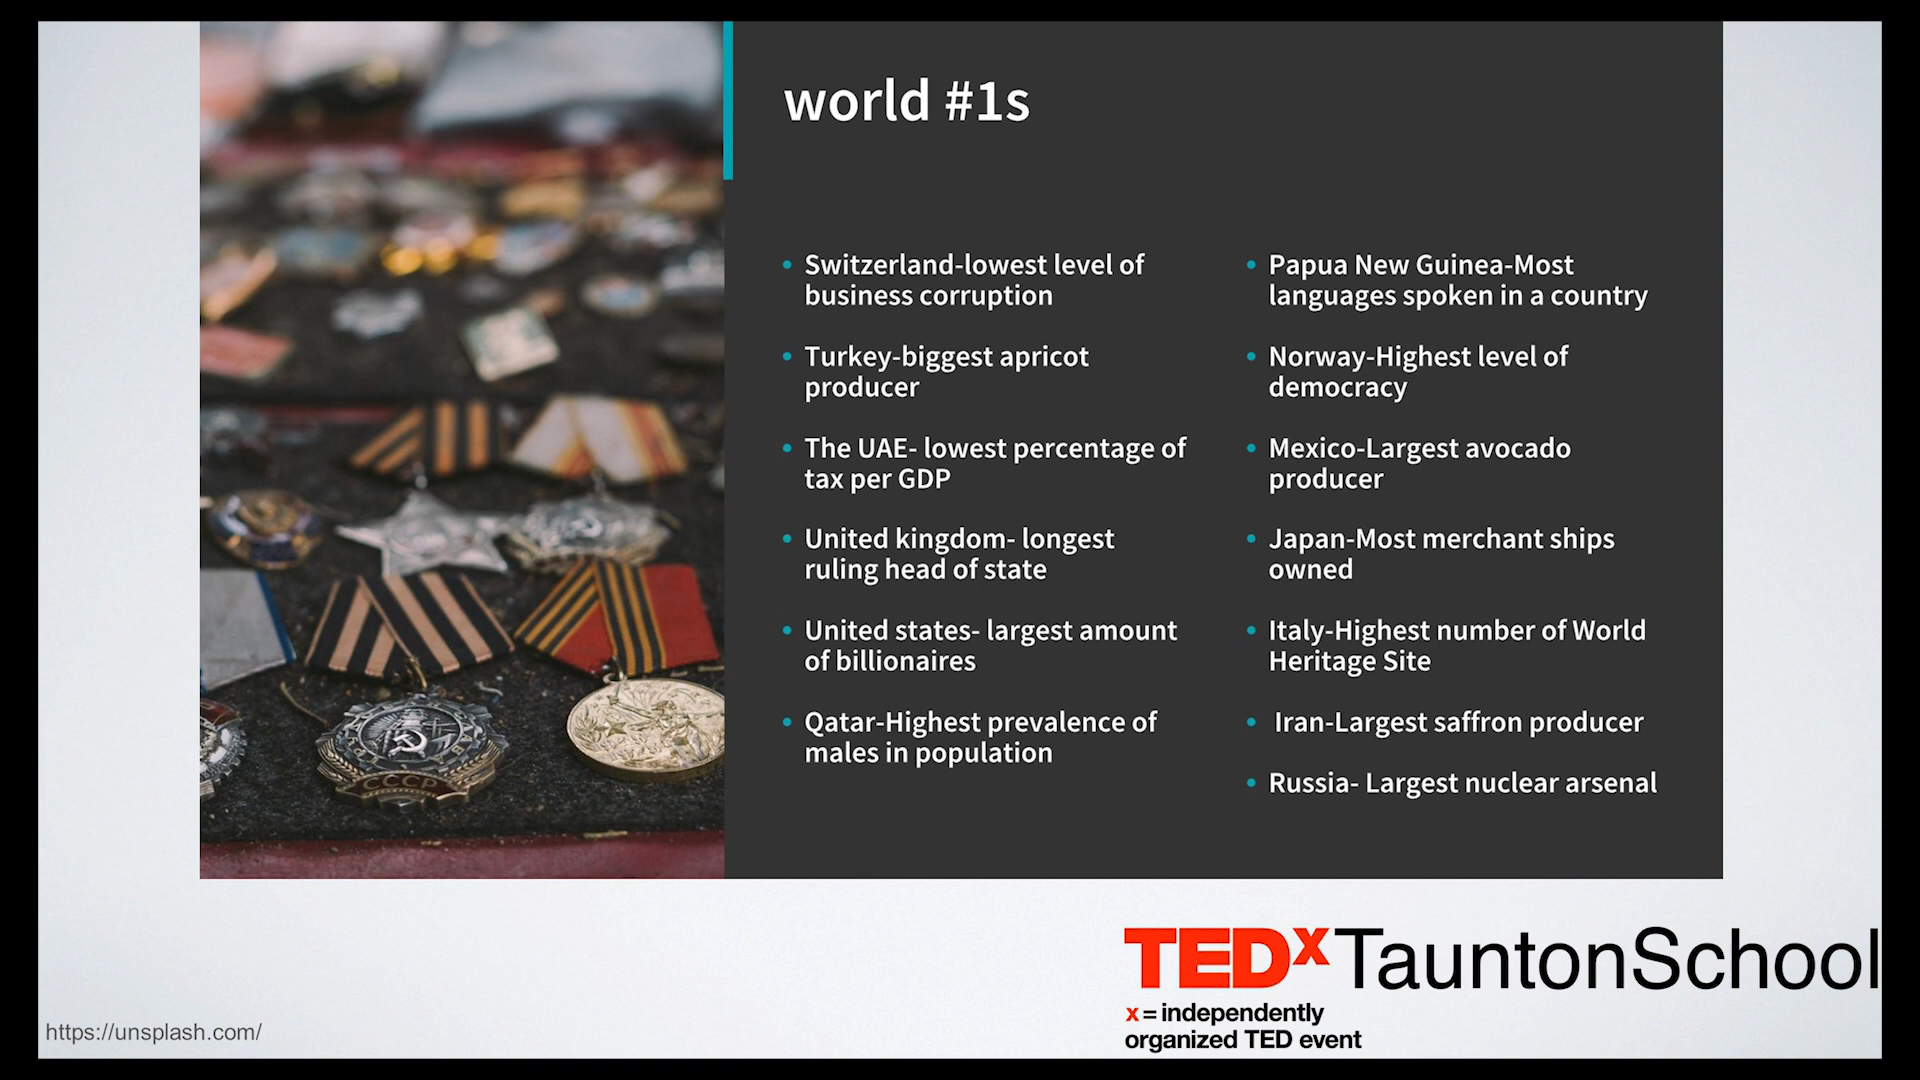 world #1s
• Switzerland-lowest level of
business corruption
• Turkey-biggest apricot
producer
• The UAE- lowest percentage of
tax per GDP
• United kingdom- longest
ruling head of state
• United states- largest amount
of billionaires
• Qatar-Highest prevalence of
males in population
• Papua New Guinea-Most
languages spoken in a country
• Norway-Highest level of
democracy
• Mexico-Largest avocado
producer
• Japan-Most merchant ships
owned
• Italy-Highest number of World
Heritage Site
• Iran-Largest saffron producer
• Russia- Largest nuclear arsenal
CCCP
TEDxTauntonSchool
x = independently
organized TED event
https://unsplash.com/